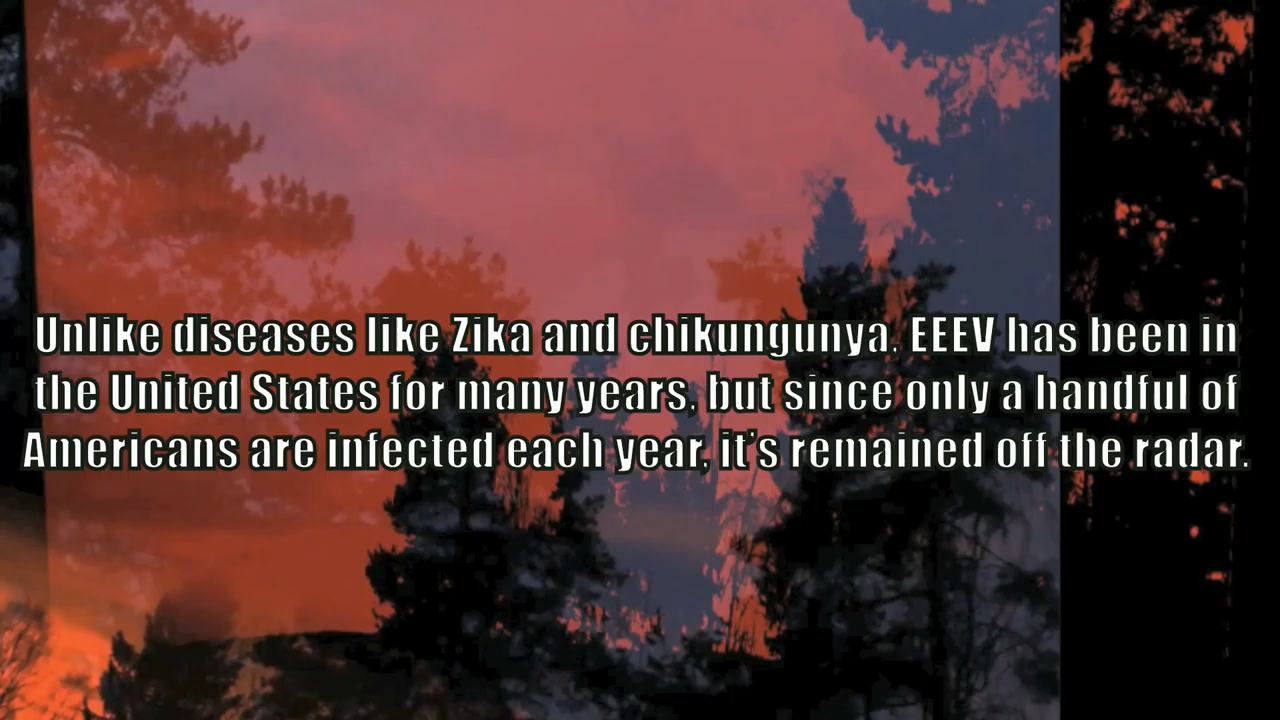 Unlike diseases like Zika and chikungunya, EEEV has been in
the United States for many years, but since only a handful of
Americans are infected each year, it's remained off the radar.